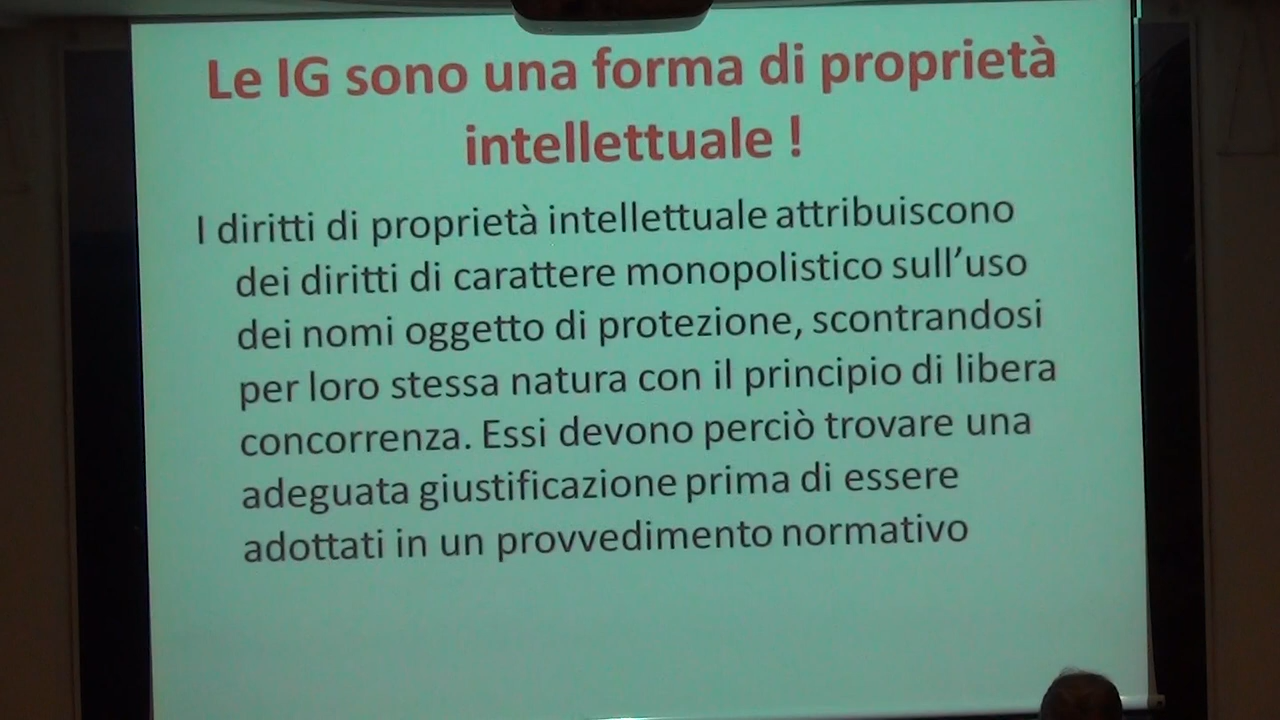 Le IG sono una forma di proprietà
intellettuale !
I diritti di proprietà intellettuale attribuiscono
dei diritti di carattere monopolistico sull'uso
dei nomi oggetto di protezione, scontrandosi
per loro stessa natura con il principio di libera
concorrenza. Essi devono perciò trovare una
adeguata giustificazione prima di essere
adottati in un provvedimento normativo